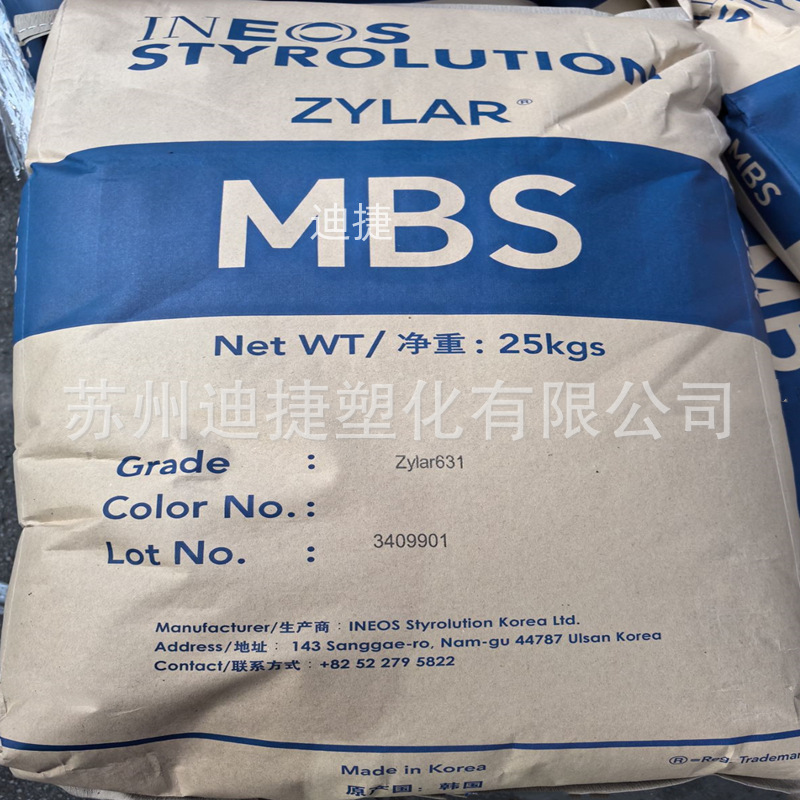 INEOS
STYROLUTION
ZYLAR®
MBS
迪捷
Net WT/净重：25kgs
苏州迪捷塑化有限公司
Grade : Zylar631
Color No.:
Lot No. : 3409901
Manufacturer/生产商：INEOS Styrolution Korea Ltd.
Address/地址：143 Sanggae-ro, Nam-gu 44787 Ulsan Korea
Contact/联系方式：+82 52 279 5822
Made in Korea
原产国：韩国
®=Reg. Trademar
MBS